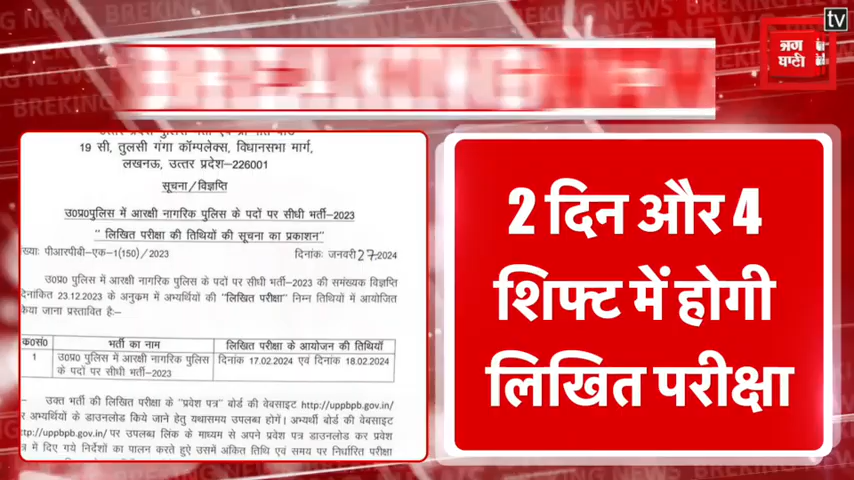 tv
जन घाटी
BREAKING NEWS
19 सी, तुलसी गंगा कॉम्पलेक्स, विधानसभा मार्ग,
लखनऊ, उत्तर प्रदेश-226001
सूचना/विज्ञप्ति
उ0प्र0पुलिस में आरक्षी नागरिक पुलिस के पदों पर सीधी भर्ती-2023
" लिखित परीक्षा की तिथियों की सूचना का प्रकाशन"
ख्याः पीआरपीबी-एक-1(150)/2023 दिनांकः जनवरी 27, 2024
उ0प्र0 पुलिस में आरक्षी नागरिक पुलिस के पदों पर सीधी भर्ती-2023 की समंख्यक विज्ञप्ति
दिनांकित 23.12.2023 के अनुकम में अभ्यर्थियों की "लिखित परीक्षा" निम्न तिथियों में आयोजित
किया जाना प्रस्तावित है:-
क0सं0 भर्ती का नाम लिखित परीक्षा के आयोजन की तिथियाँ
1 उ0प्र0 पुलिस में आरक्षी नागरिक पुलिस दिनांक 17.02.2024 एवं दिनांक 18.02.2024
के पदों पर सीधी भर्ती-2023
उक्त भर्ती की लिखित परीक्षा के "प्रवेश पत्र" बोर्ड की वेबसाइट http://uppbpb.gov.in/
र अभ्यर्थियों के डाउनलोड किये जाने हेतु यथासमय उपलब्ध होगें। अभ्यर्थी बोर्ड की वेबसाइट
tp://uppbpb.gov.in/ पर उपलब्ध लिंक के माध्यम से अपने प्रवेश पत्र डाउनलोड कर प्रवेश
त्र में दिए गये निर्देशों का पालन करते हुऐ उसमें अंकित तिथि एवं समय पर निर्धारित परीक्षा
2 दिन और 4
शिफ्ट में होगी
लिखित परीक्षा